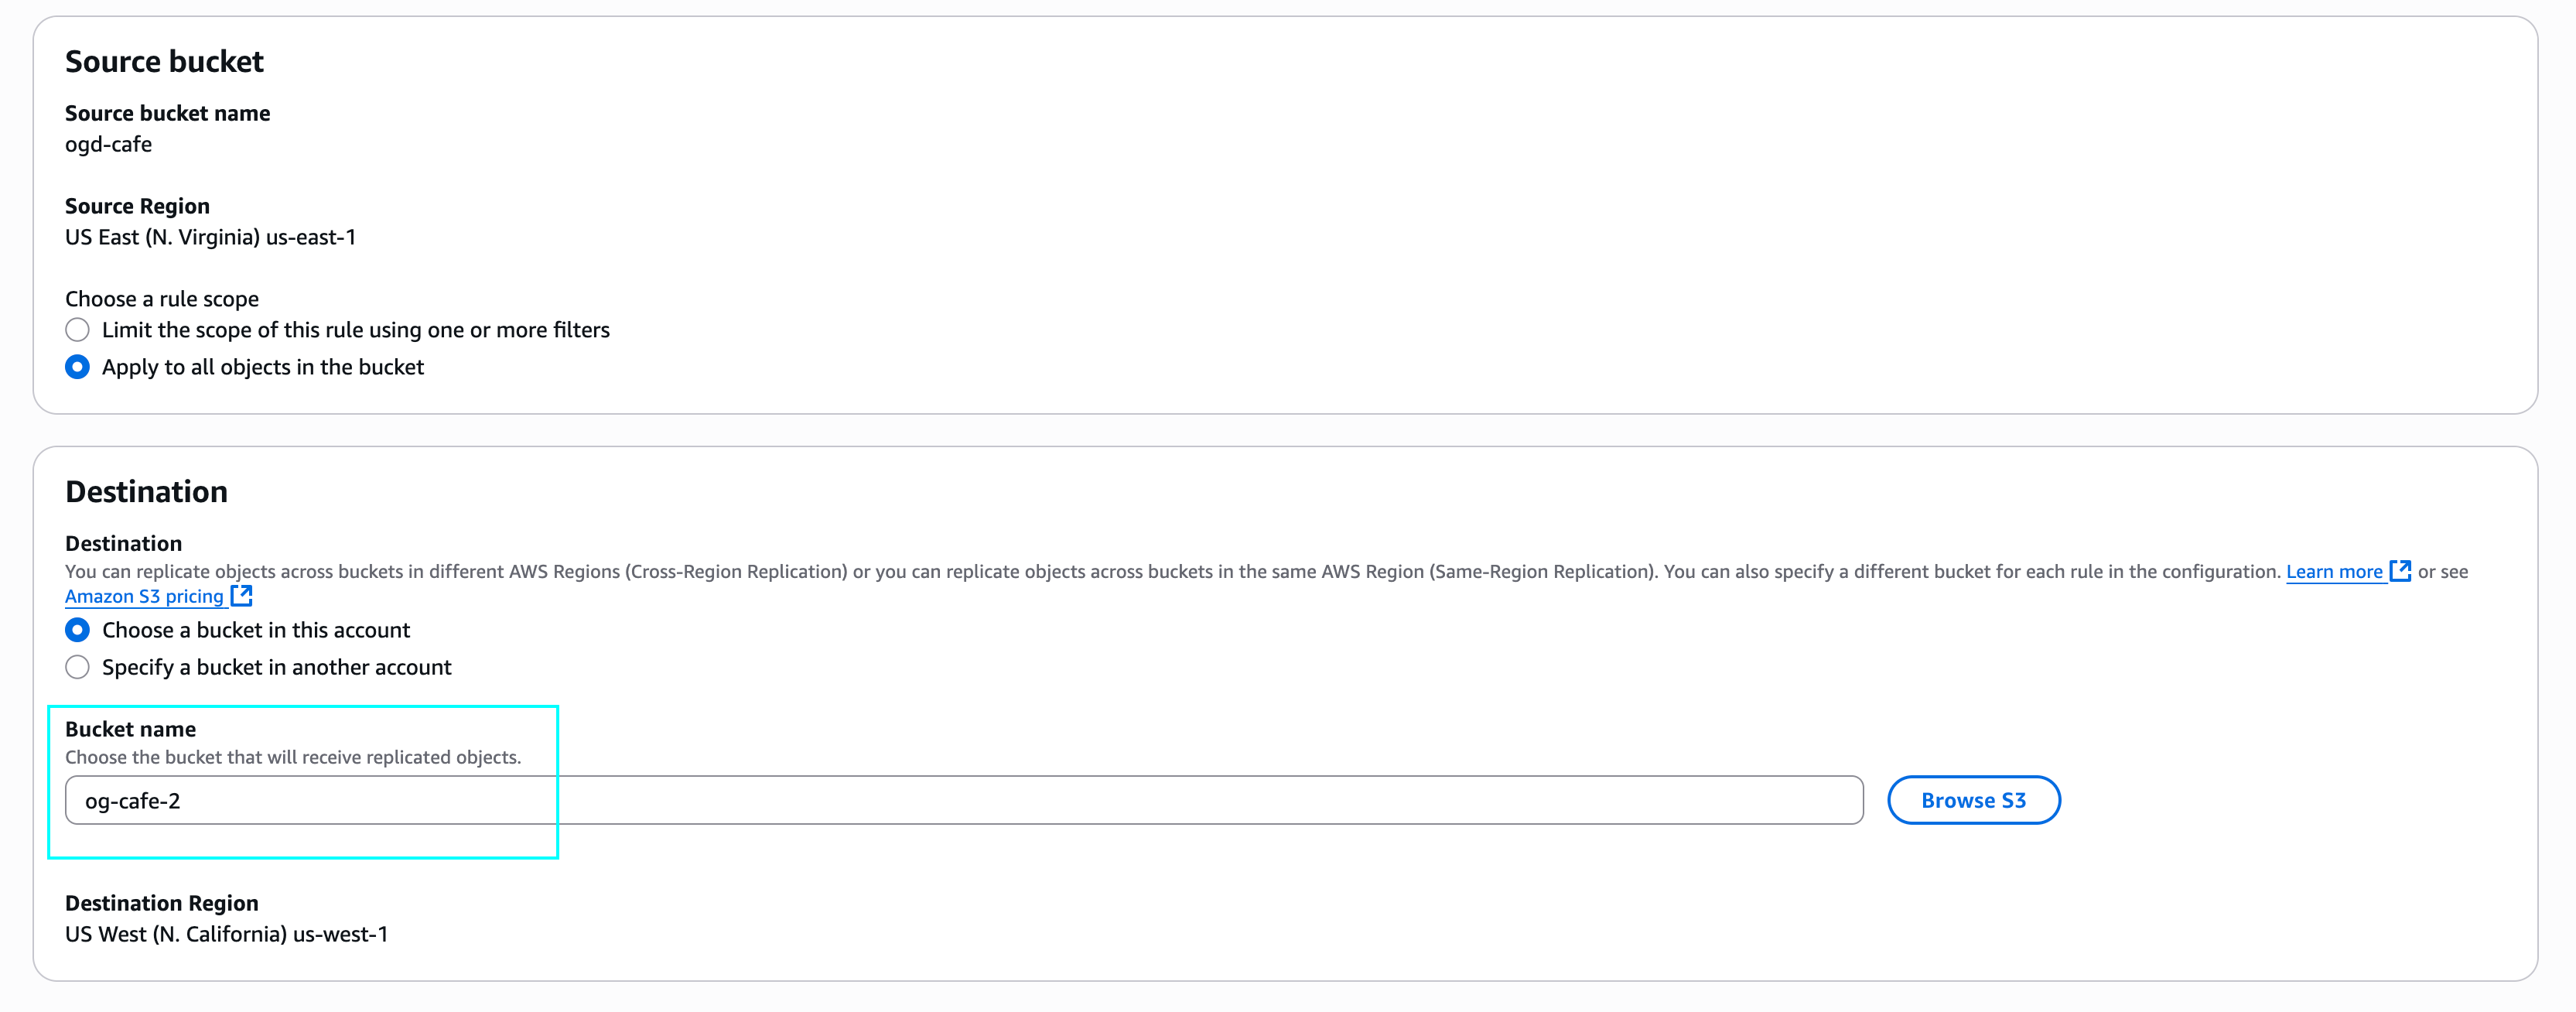 Source bucket
Source bucket name
ogd-cafe
Source Region
US East (N. Virginia) us-east-1
Choose a rule scope
Limit the scope of this rule using one or more filters
Apply to all objects in the bucket
Destination
Destination
You can replicate objects across buckets in different AWS Regions (Cross-Region Replication) or you can replicate objects across buckets in the same AWS Region (Same-Region Replication). You can also specify a different bucket for each rule in the configuration. Learn more or see
Amazon S3 pricing
Choose a bucket in this account
Specify a bucket in another account
Bucket name
Choose the bucket that will receive replicated objects.
og-cafe-2
Browse S3
Destination Region
US West (N. California) us-west-1